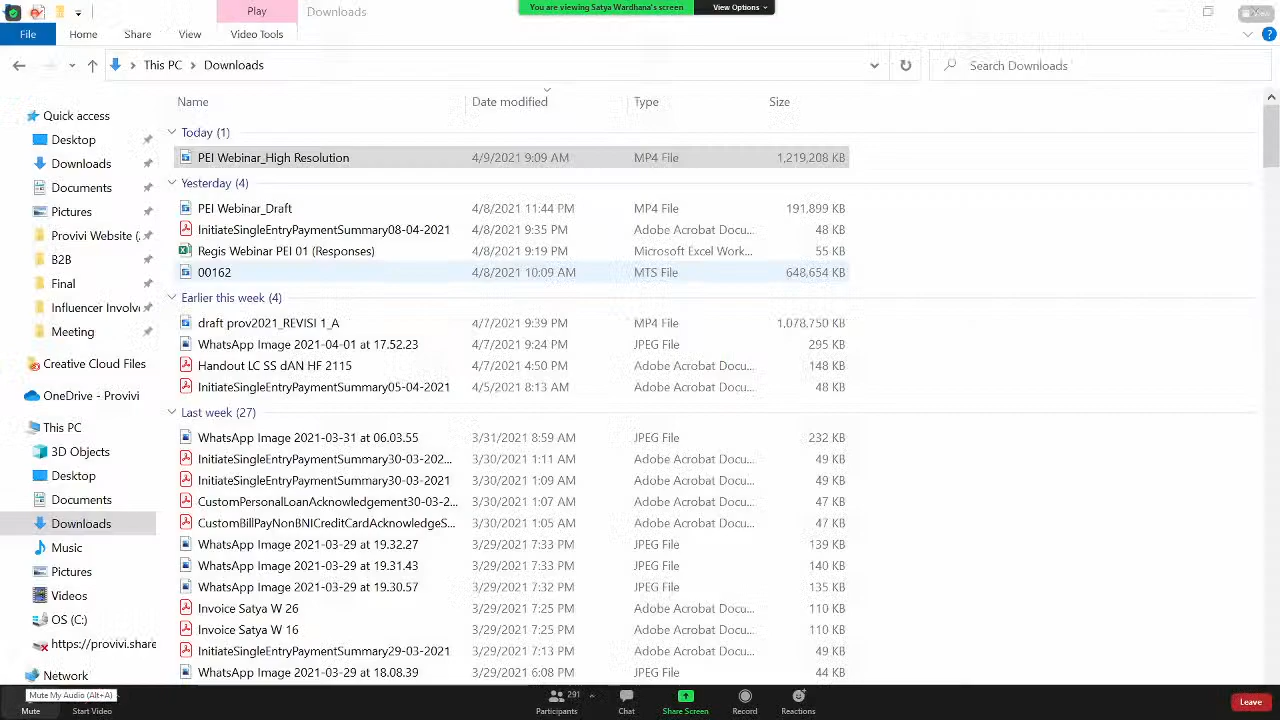 Play
Downloads
You are viewing Satya Wardhana's screen
View Options
View
File
Home
Share
View
Video Tools
This PC
Downloads
Search Downloads
Name
Date modified
Type
Size
Quick access
Desktop
Downloads
Documents
Pictures
Provivi Website (
B2B
Final
Influencer Involv
Meeting
Creative Cloud Files
OneDrive - Provivi
This PC
3D Objects
Desktop
Documents
Downloads
Music
Pictures
Videos
OS (C:)
https://provivi.share
Network
Today (1)
PEI Webinar_High Resolution 4/9/2021 9:09 AM MP4 File 1,219,208 KB
Yesterday (4)
PEI Webinar_Draft 4/8/2021 11:44 PM MP4 File 191,899 KB
InitiateSingleEntryPaymentSummary08-04-2021 4/8/2021 9:35 PM Adobe Acrobat Docu... 48 KB
Regis Webinar PEI 01 (Responses) 4/8/2021 9:19 PM Microsoft Excel Work... 55 KB
00162 4/8/2021 10:09 AM MTS File 648,654 KB
Earlier this week (4)
draft prov2021_REVISI 1_A 4/7/2021 9:39 PM MP4 File 1,078,750 KB
WhatsApp Image 2021-04-01 at 17.52.23 4/7/2021 9:24 PM JPEG File 295 KB
Handout LC SS dAN HF 2115 4/7/2021 4:50 PM Adobe Acrobat Docu... 148 KB
InitiateSingleEntryPaymentSummary05-04-2021 4/5/2021 8:13 AM Adobe Acrobat Docu... 48 KB
Last week (27)
WhatsApp Image 2021-03-31 at 06.03.55 3/31/2021 8:59 AM JPEG File 232 KB
InitiateSingleEntryPaymentSummary30-03-202... 3/30/2021 1:11 AM Adobe Acrobat Docu... 49 KB
InitiateSingleEntryPaymentSummary30-03-2021 3/30/2021 1:09 AM Adobe Acrobat Docu... 49 KB
CustomPersonalLoanAcknowledgement30-03-2... 3/30/2021 1:07 AM Adobe Acrobat Docu... 47 KB
CustomBillPayNonBNICreditCardAcknowledgeS... 3/30/2021 1:05 AM Adobe Acrobat Docu... 47 KB
WhatsApp Image 2021-03-29 at 19.32.27 3/29/2021 7:33 PM JPEG File 139 KB
WhatsApp Image 2021-03-29 at 19.31.43 3/29/2021 7:33 PM JPEG File 140 KB
WhatsApp Image 2021-03-29 at 19.30.57 3/29/2021 7:32 PM JPEG File 135 KB
Invoice Satya W 26 3/29/2021 7:25 PM Adobe Acrobat Docu... 110 KB
Invoice Satya W 16 3/29/2021 7:25 PM Adobe Acrobat Docu... 110 KB
InitiateSingleEntryPaymentSummary29-03-2021 3/29/2021 7:13 PM Adobe Acrobat Docu... 49 KB
WhatsApp Image 2021-03-29 at 18.08.39 3/29/2021 6:08 PM JPEG File 44 KB
Mute My Audio (Alt+A)
Mute
Start Video
291
Participants
Chat
Share Screen
Record
Reactions
Leave